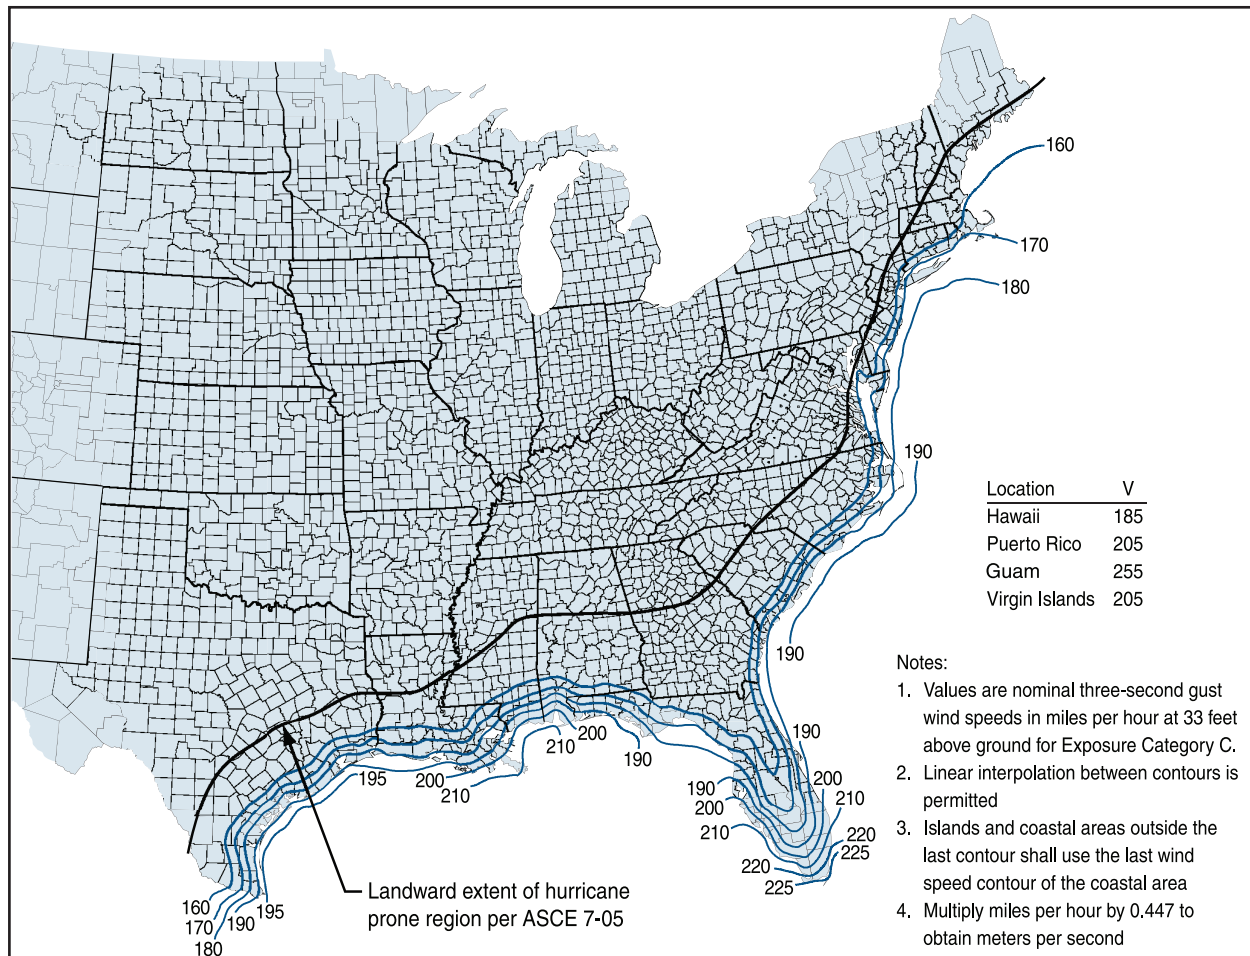 160
170
180
190
Location V
Hawaii 185
Puerto Rico 205
Guam 255
Virgin Islands 205
190
Notes:
1. Values are nominal three-second gust
wind speeds in miles per hour at 33 feet
above ground for Exposure Category C.
2. Linear interpolation between contours is
permitted
3. Islands and coastal areas outside the
last contour shall use the last wind
speed contour of the coastal area
4. Multiply miles per hour by 0.447 to
obtain meters per second
190
200
210
220
225
190
200
210
220
225
190
200
210
210
200
195
Landward extent of hurricane
prone region per ASCE 7-05
160
170
180
190
195